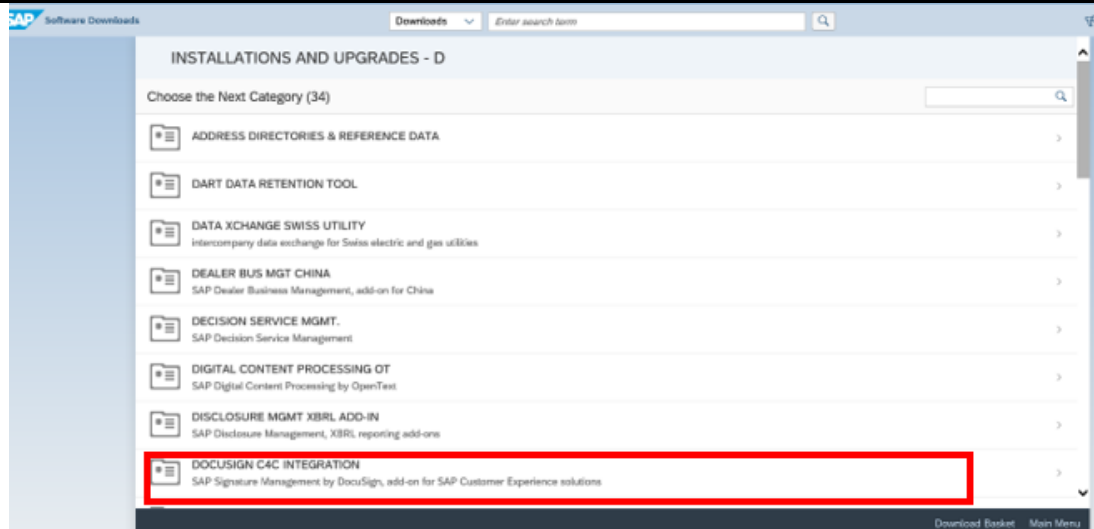 SAP Software Downloads
Downloads
Enter search term
INSTALLATIONS AND UPGRADES - D
Choose the Next Category (34)
ADDRESS DIRECTORIES & REFERENCE DATA
DART DATA RETENTION TOOL
DATA XCHANGE SWISS UTILITY
intercompany data exchange for Swiss electric and gas utilities
DEALER BUS MGT CHINA
SAP Dealer Business Management, add-on for China
DECISION SERVICE MGMT.
SAP Decision Service Management
DIGITAL CONTENT PROCESSING OT
SAP Digital Content Processing by OpenText
DISCLOSURE MGMT XBRL ADD-IN
SAP Disclosure Management, XBRL reporting add-ons
DOCUSIGN C4C INTEGRATION
SAP Signature Management by DocuSign, add-on for SAP Customer Experience solutions
Download Basket Main Menu